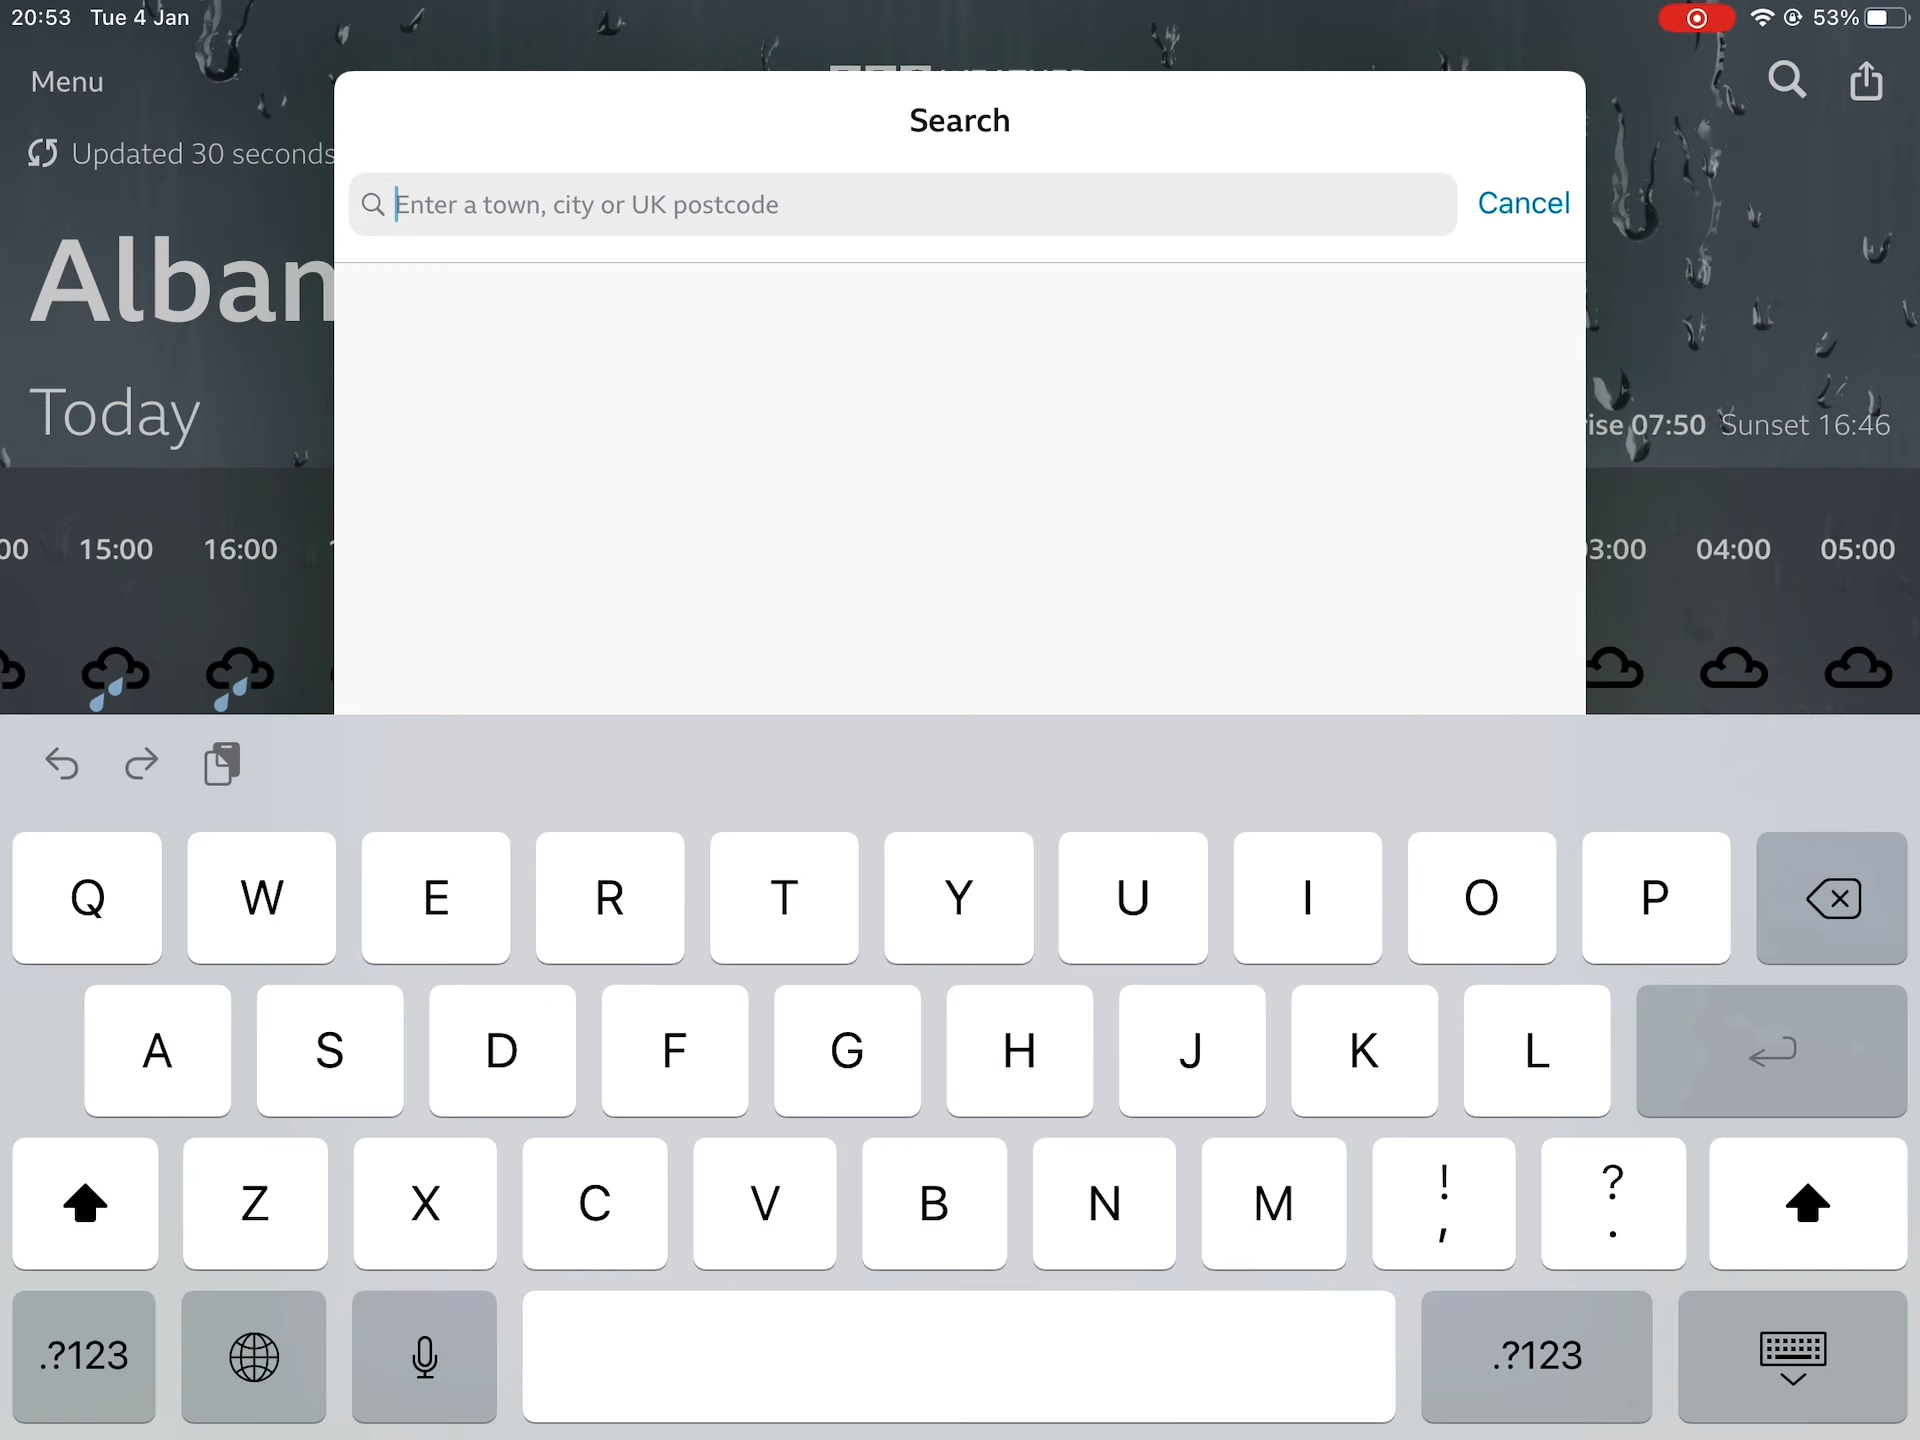 20:53 Tue 4 Jan
53%
Menu
Search
Updated 30 seconds
Enter a town, city or UK postcode
Cancel
Alban
Today
rise 07:50 Sunset 16:46
00 15:00 16:00
3:00 04:00 05:00
Q W E R T Y U I O P
A S D F G H J K L
Z X C V B N M ! , ? .
.?123 .?123